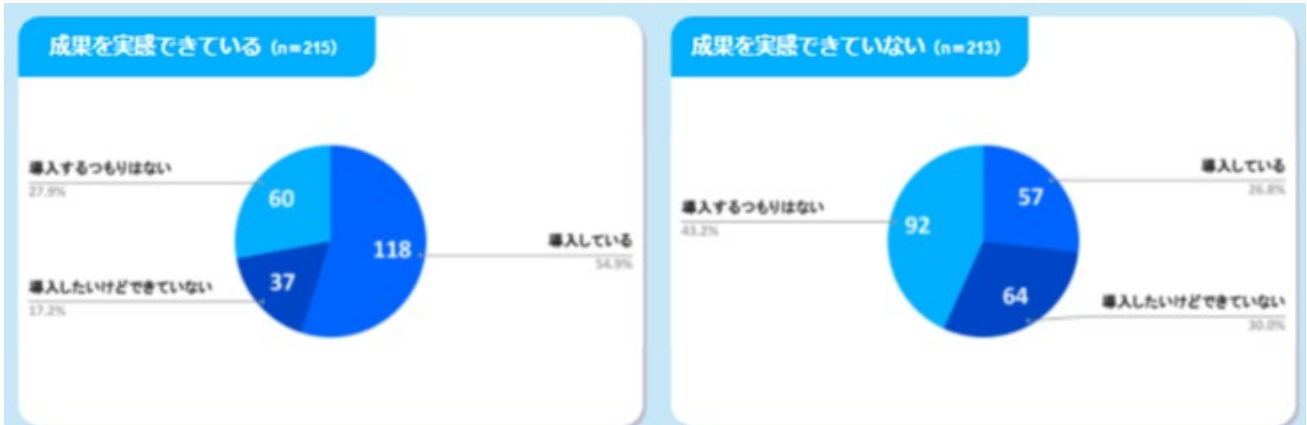 成果を実感できている (n=215)
導入するつもりはない
27.9%
60
118
導入している
54.9%
導入したいけどできていない
17.2%
37
成果を実感できていない (n=213)
導入している
26.8%
57
導入するつもりはない
43.2%
92
64
導入したいけどできていない
30.0%